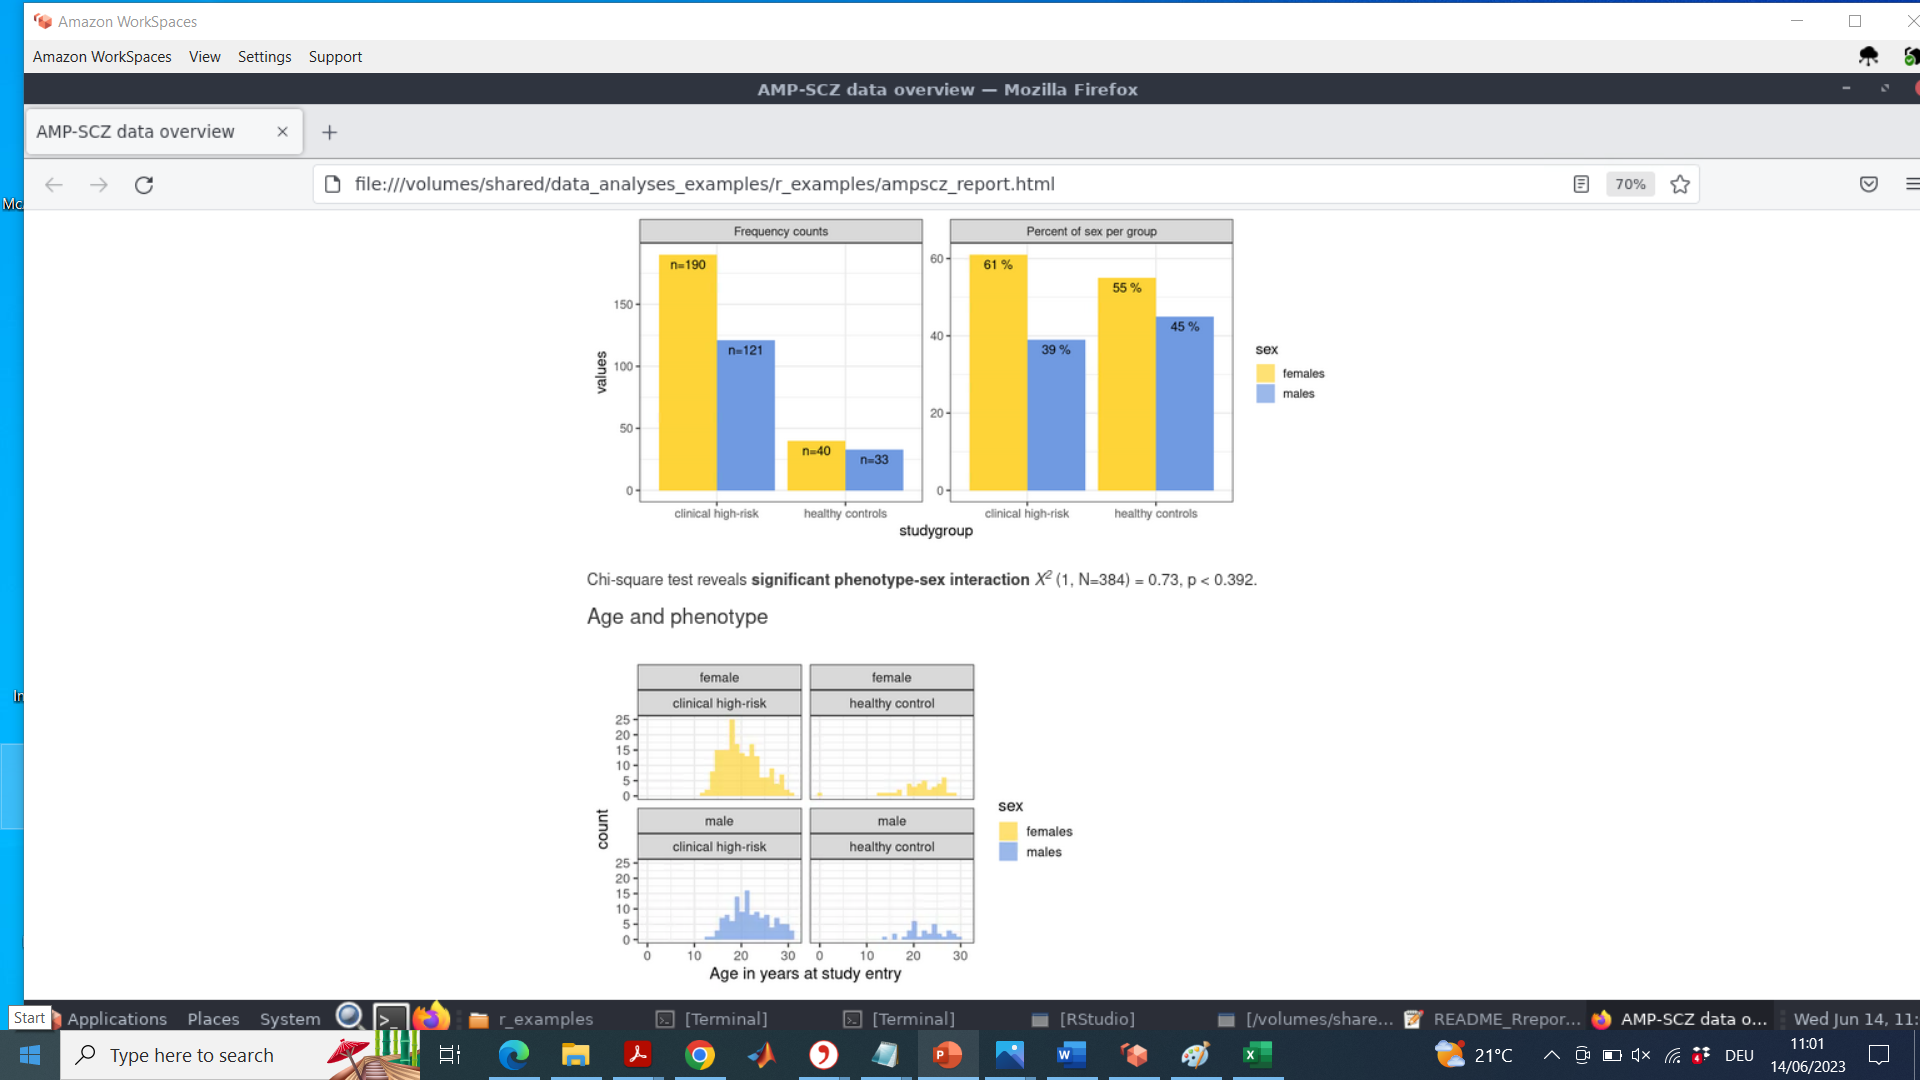 Amazon WorkSpaces
Amazon WorkSpaces View Settings Support
AMP-SCZ data overview — Mozilla Firefox
AMP-SCZ data overview
file:///volumes/shared/data_analyses_examples/r_examples/ampscz_report.html 70%
Frequency counts
Percent of sex per group
values
150
100
50
0
n=190
n=121
n=40
n=33
60
40
20
0
61 %
39 %
55 %
45 %
clinical high-risk healthy controls
clinical high-risk healthy controls
studygroup
sex
females
males
Chi-square test reveals significant phenotype-sex interaction X² (1, N=384) = 0.73, p < 0.392.
Age and phenotype
female
clinical high-risk
female
healthy control
25
20
15
10
5
0
male
clinical high-risk
male
healthy control
25
20
15
10
5
0
count
0 10 20 30 0 10 20 30
Age in years at study entry
sex
females
males
Start
Applications Places System r_examples [Terminal] [Terminal] [RStudio] [/volumes/share... README_Rrepor... AMP-SCZ data o... Wed Jun 14, 11:
Type here to search 21°C DEU 11:01
14/06/2023